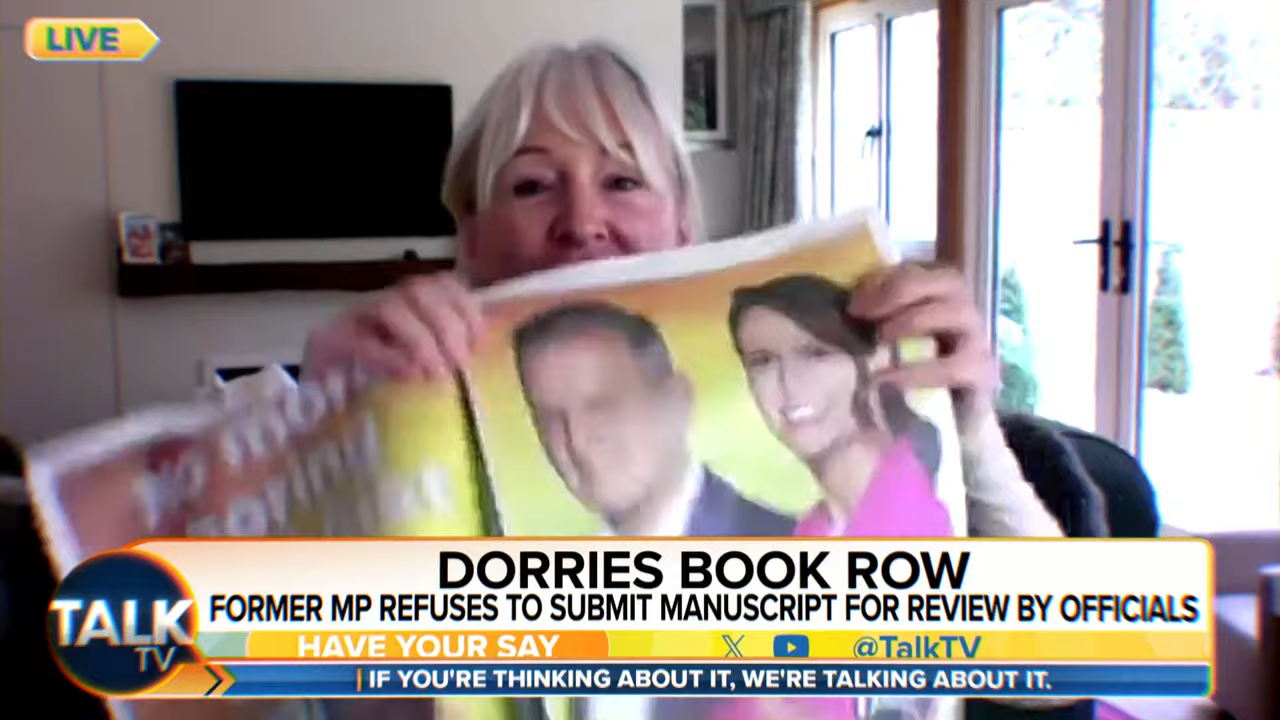 LIVE
DORRIES BOOK ROW
FORMER MP REFUSES TO SUBMIT MANUSCRIPT FOR REVIEW BY OFFICIALS
TALK
TV
HAVE YOUR SAY
X
@TalkTV
IF YOU'RE THINKING ABOUT IT, WE'RE TALKING ABOUT IT.